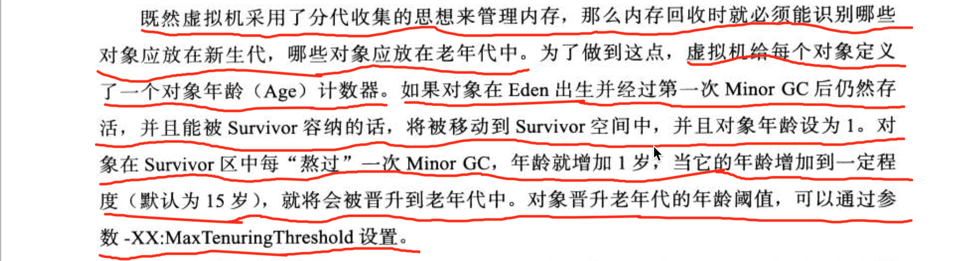 既然虚拟机采用了分代收集的思想来管理内存，那么内存回收时就必须能识别哪些
对象应放在新生代，哪些对象应放在老年代中。为了做到这点，虚拟机给每个对象定义
了一个对象年龄（Age）计数器。如果对象在 Eden 出生并经过第一次 Minor GC 后仍然存
活，并且能被 Survivor 容纳的话，将被移动到 Survivor 空间中，并且对象年龄设为 1。对
象在 Survivor 区中每“熬过”一次 Minor GC，年龄就增加 1 岁，当它的年龄增加到一定程
度（默认为 15 岁），就将会被晋升到老年代中。对象晋升老年代的年龄阈值，可以通过参
数 -XX:MaxTenuringThreshold 设置。